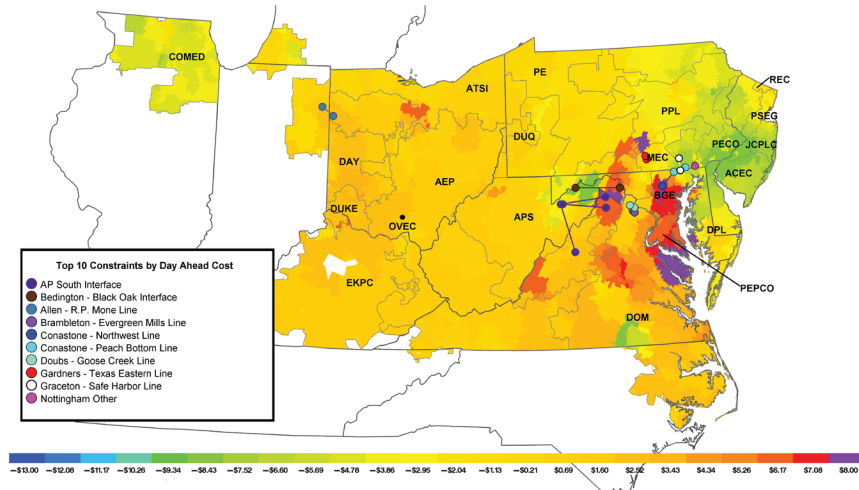 COMED
REC
PE
ATSI
PPL
PSEG
DUQ
PECO
JCPLC
MEC
DAY
ACEC
AEP
BGE
DUKE
APS
DPL
OVEC
PEPCO
EKPC
DOM
Top 10 Constraints by Day Ahead Cost
AP South Interface
Bedington - Black Oak Interface
Allen - R.P. Mone Line
Brambleton - Evergreen Mills Line
Conastone - Northwest Line
Conastone - Peach Bottom Line
Doubs - Goose Creek Line
Gardners - Texas Eastern Line
Graceton - Safe Harbor Line
Nottingham Other
–$13.00 –$12.08 –$11.17 –$10.26 –$9.34 –$8.43 –$7.52 –$6.60 –$5.69 –$4.78 –$3.86 –$2.95 –$2.04 –$1.13 –$0.21 $0.69 $1.60 $2.52 $3.43 $4.34 $5.26 $6.17 $7.08 $8.00